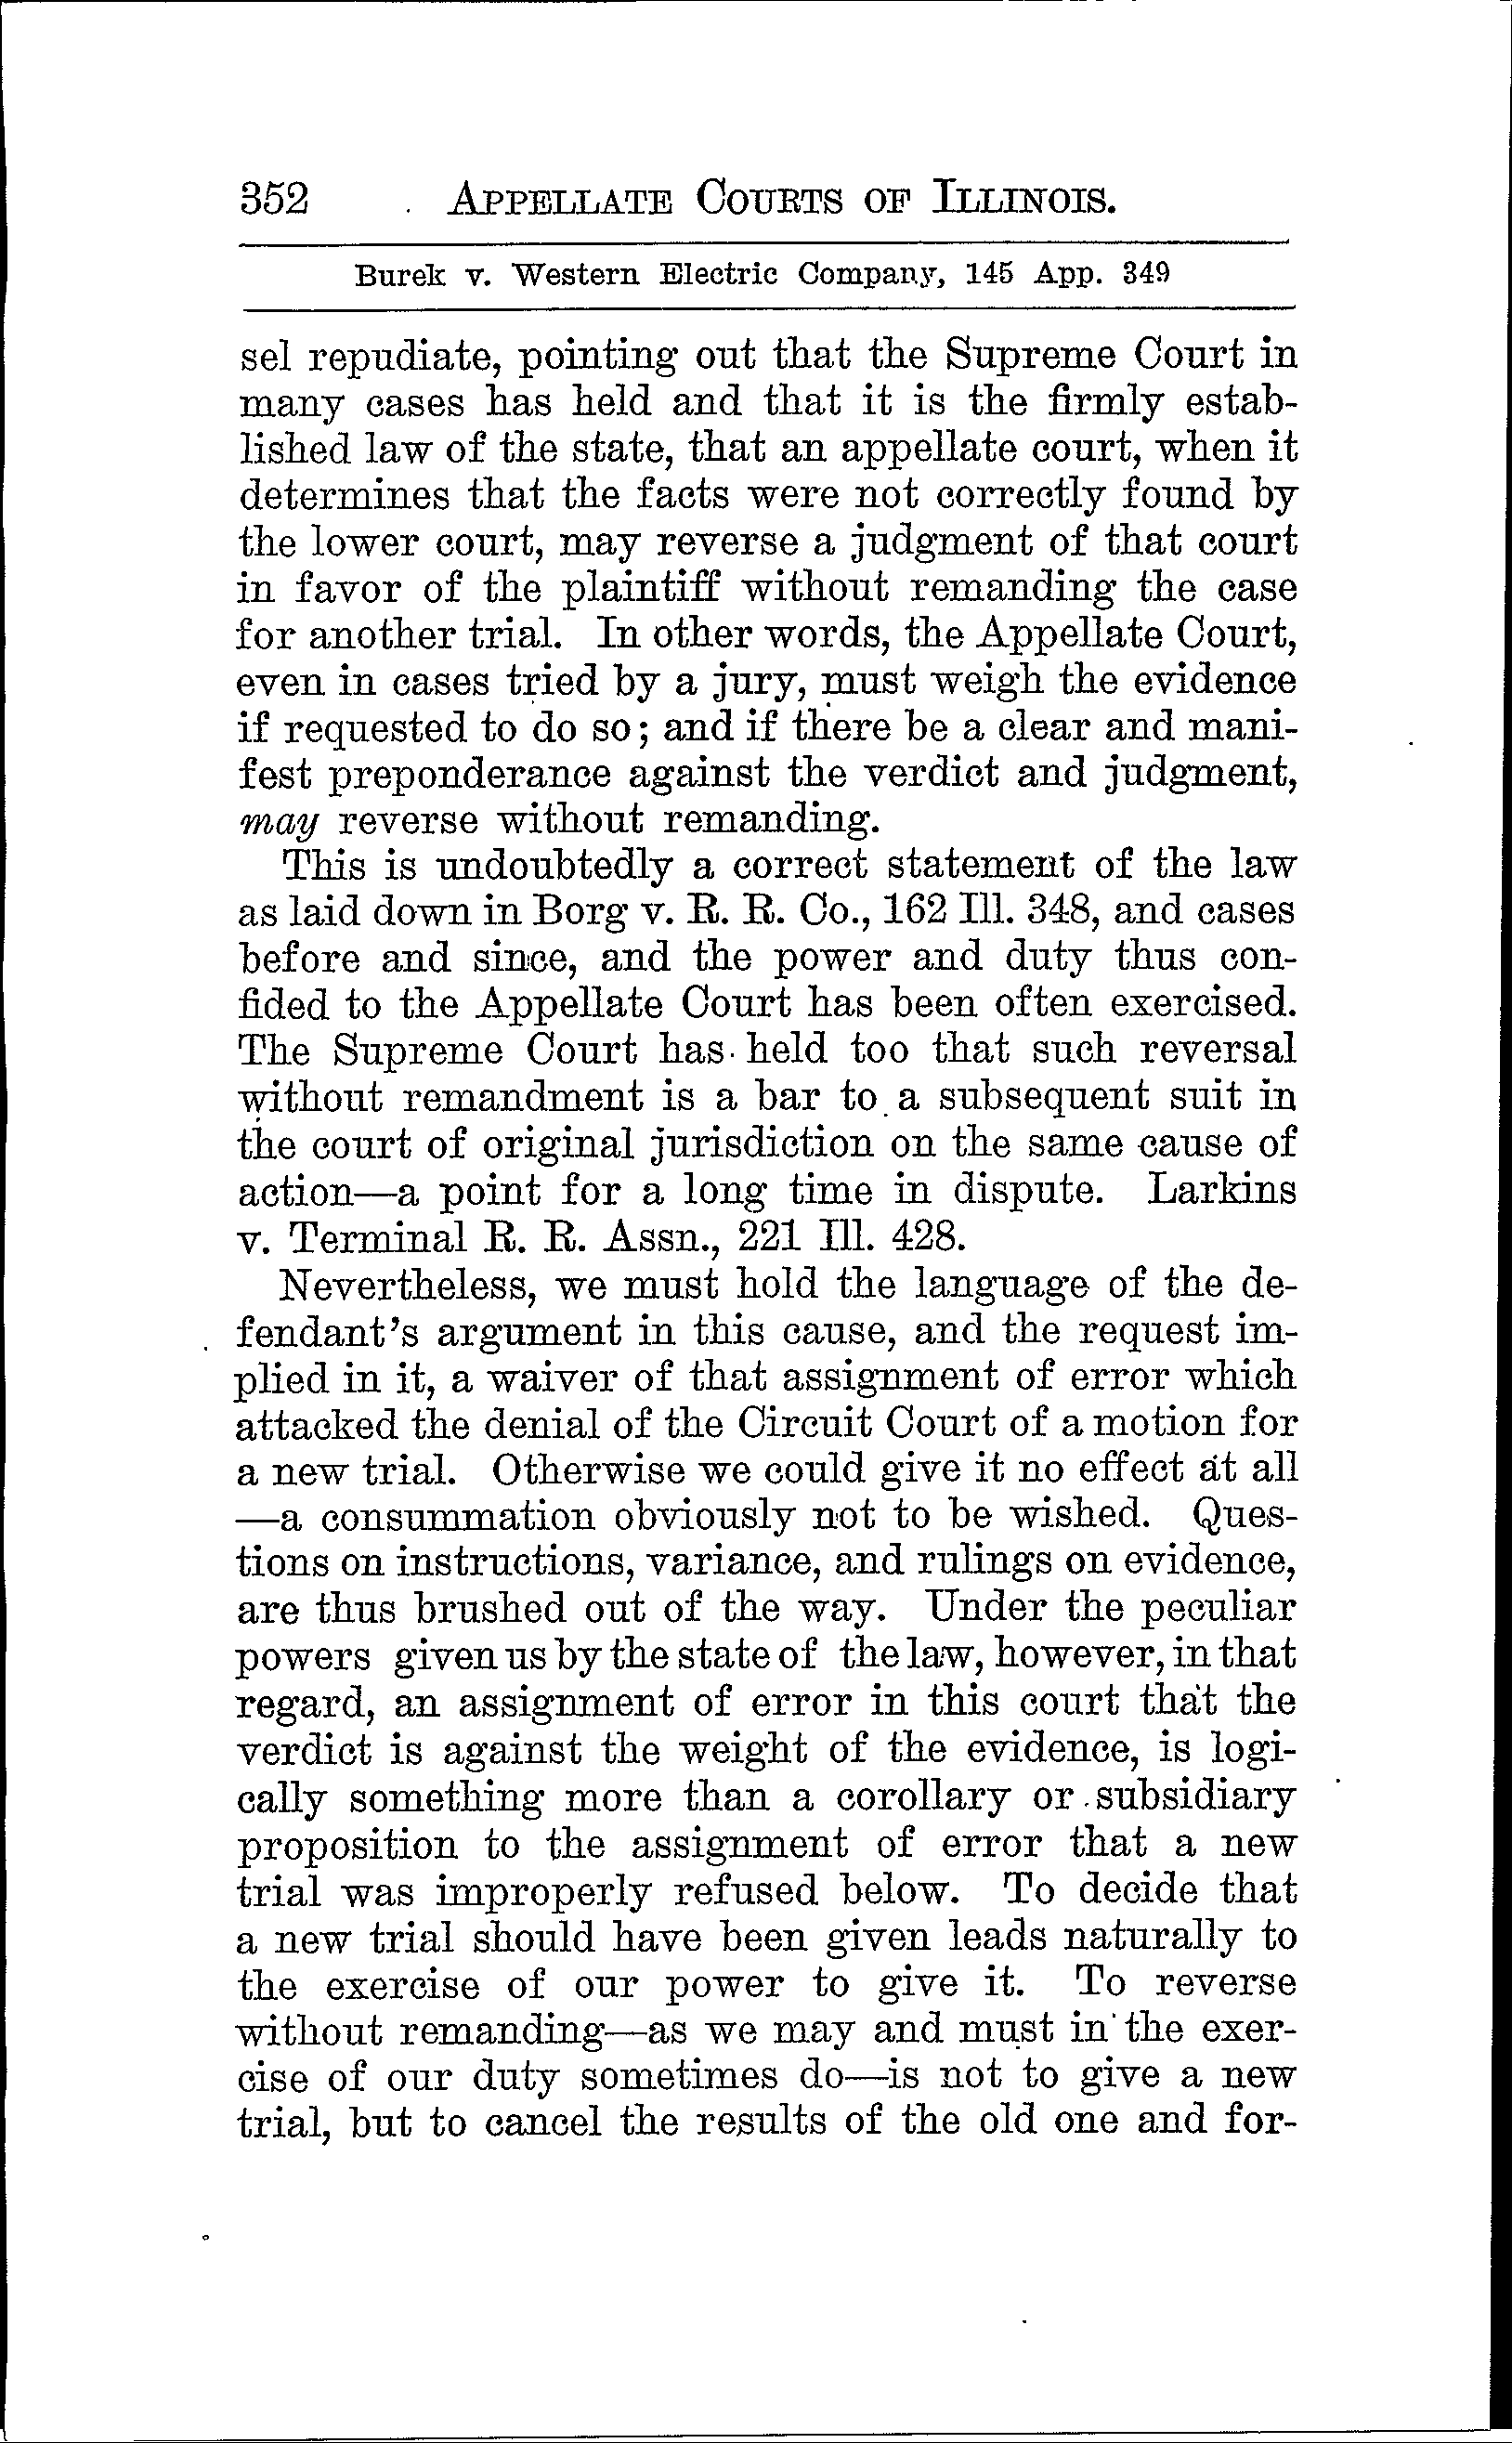 352 APPELLATE COURTS OF ILLINOIS.
Burek v. Western Electric Company, 145 App. 349
sel repudiate, pointing out that the Supreme Court in
many cases has held and that it is the firmly estab-
lished law of the state, that an appellate court, when it
determines that the facts were not correctly found by
the lower court, may reverse a judgment of that court
in favor of the plaintiff without remanding the case
for another trial. In other words, the Appellate Court,
even in cases tried by a jury, must weigh the evidence
if requested to do so; and if there be a clear and mani-
fest preponderance against the verdict and judgment,
may reverse without remanding.
This is undoubtedly a correct statement of the law
as laid down in Borg v. R. R. Co., 162 Ill. 348, and cases
before and since, and the power and duty thus con-
fided to the Appellate Court has been often exercised.
The Supreme Court has held too that such reversal
without remandment is a bar to a subsequent suit in
the court of original jurisdiction on the same cause of
action—a point for a long time in dispute. Larkins
v. Terminal R. R. Assn., 221 Ill. 428.
Nevertheless, we must hold the language of the de-
fendant's argument in this cause, and the request im-
plied in it, a waiver of that assignment of error which
attacked the denial of the Circuit Court of a motion for
a new trial. Otherwise we could give it no effect at all
—a consummation obviously not to be wished. Ques-
tions on instructions, variance, and rulings on evidence,
are thus brushed out of the way. Under the peculiar
powers given us by the state of the law, however, in that
regard, an assignment of error in this court that the
verdict is against the weight of the evidence, is logi-
cally something more than a corollary or subsidiary
proposition to the assignment of error that a new
trial was improperly refused below. To decide that
a new trial should have been given leads naturally to
the exercise of our power to give it. To reverse
without remanding—as we may and must in the exer-
cise of our duty sometimes do—is not to give a new
trial, but to cancel the results of the old one and for-